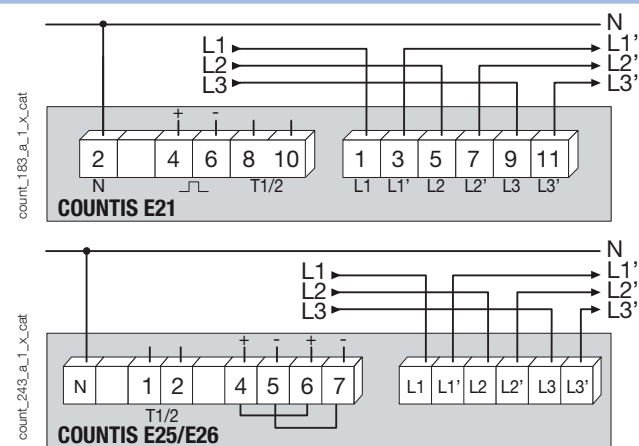 N
L1 L1'
L2 L2'
L3 L3'
count_183_a_1_x_cat
+ -
2 4 6 8 10 1 3 5 7 9 11
N T1/2 L1 L1' L2 L2' L3 L3'
COUNTIS E21
N
L1 L1'
L2 L2'
L3 L3'
count_243_a_1_x_cat
+ - + -
N 1 2 4 5 6 7 L1 L1' L2 L2' L3 L3'
T1/2
COUNTIS E25/E26